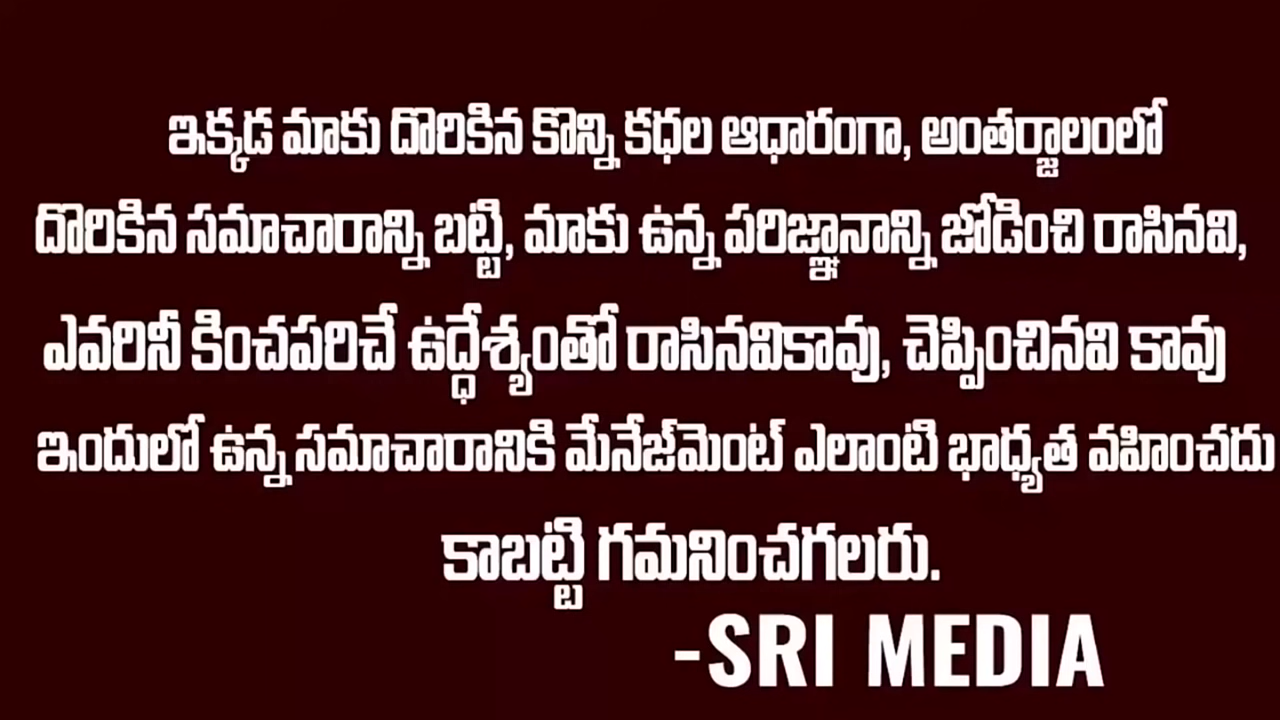 ఇక్కడ మాకు దొరికిన కొన్ని కధల ఆధారంగా, అంతర్జాలంలో
దొరికిన సమాచారాన్ని బట్టి, మాకు ఉన్న పరిజ్ఞానాన్ని జోడించి రాసినవి,
ఎవరినీ కించపరిచే ఉద్ధేశ్యంతో రాసినవికావు, చెప్పించినవి కావు
ఇందులో ఉన్న సమాచారానికి మేనేజ్‌మెంట్ ఎలాంటి భాధ్యత వహించదు
కాబట్టి గమనించగలరు.
-SRI MEDIA